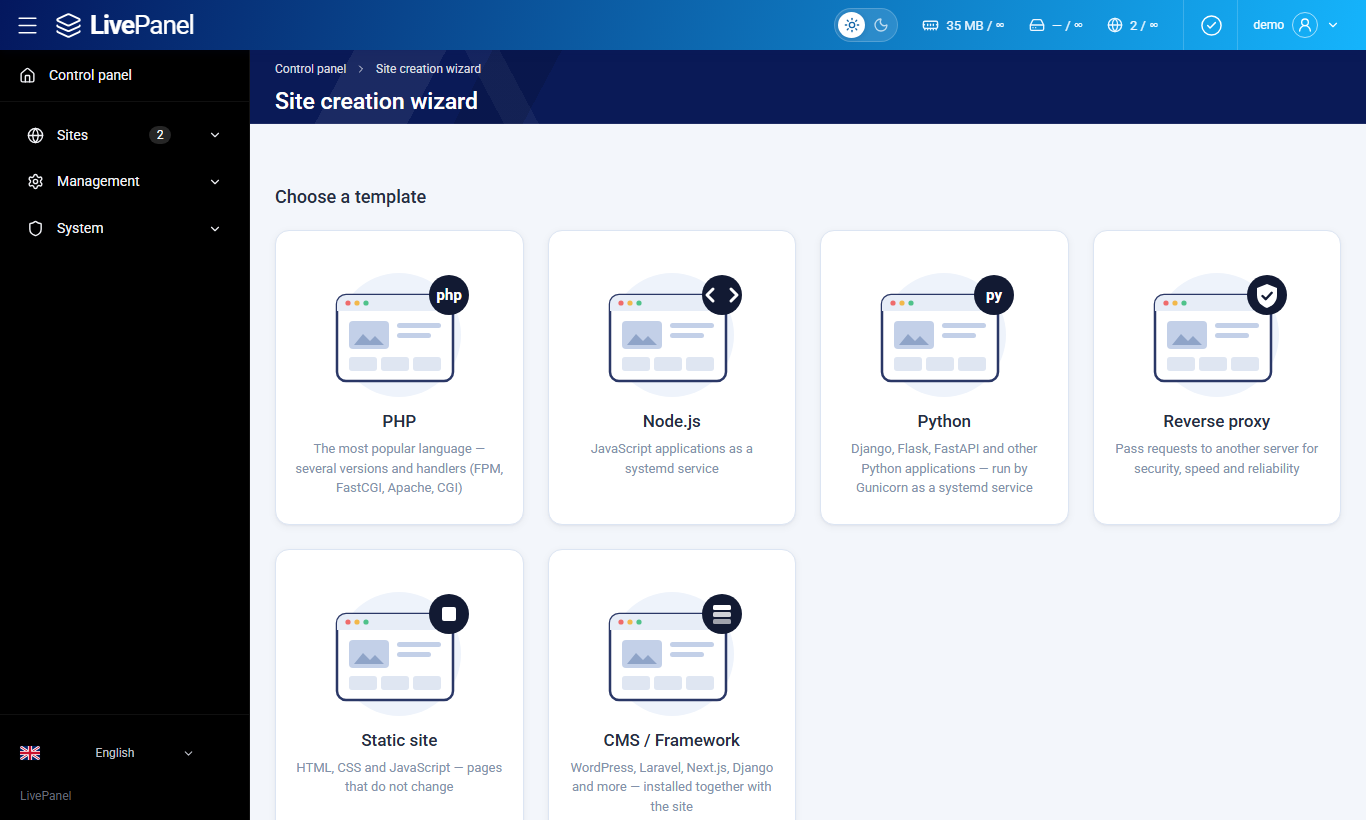 LivePanel
35 MB / ∞
— / ∞
2 / ∞
demo
Control panel
Sites
2
Management
System
English
LivePanel
Control panel > Site creation wizard
Site creation wizard
Choose a template
php
PHP
The most popular language —
several versions and handlers (FPM,
FastCGI, Apache, CGI)
Node.js
JavaScript applications as a
systemd service
py
Python
Django, Flask, FastAPI and other
Python applications — run by
Gunicorn as a systemd service
Reverse proxy
Pass requests to another server for
security, speed and reliability
Static site
HTML, CSS and JavaScript — pages
that do not change
CMS / Framework
WordPress, Laravel, Next.js, Django
and more — installed together with
the site